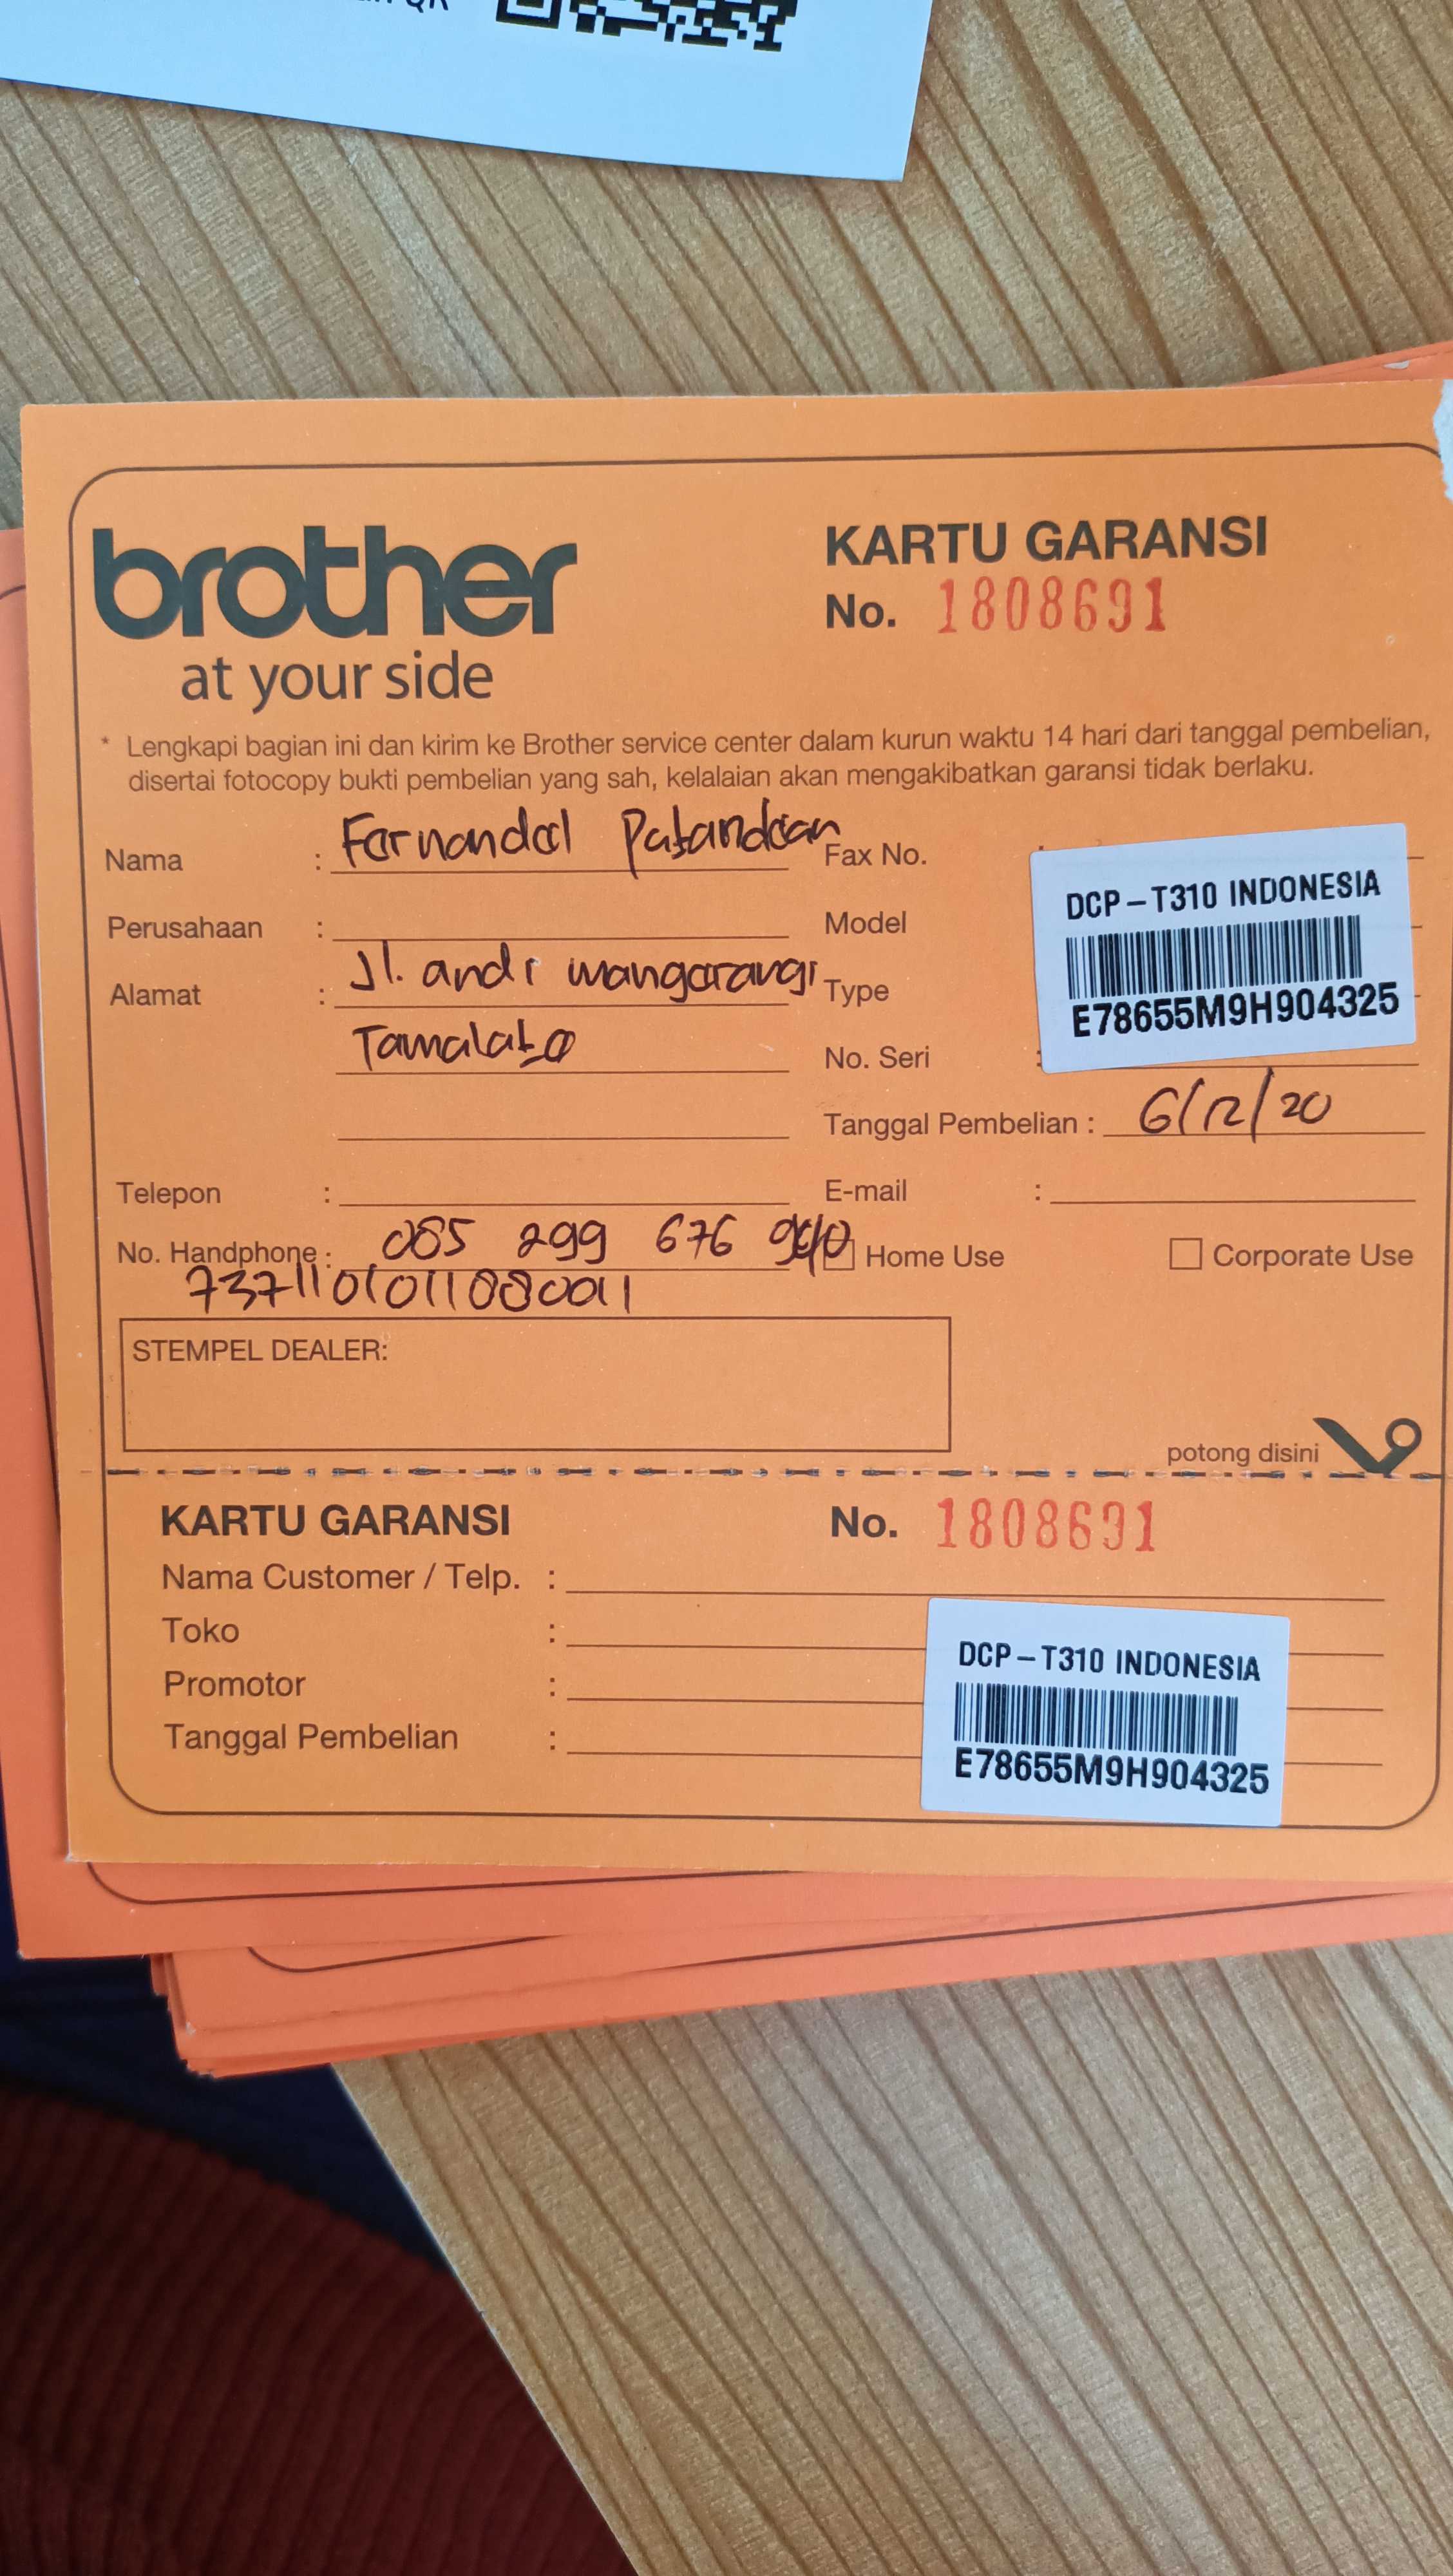 brother
at your side
KARTU GARANSI
No. 1808691
* Lengkapi bagian ini dan kirim ke Brother service center dalam kurun waktu 14 hari dari tanggal pembelian,
disertai fotocopy bukti pembelian yang sah, kelalaian akan mengakibatkan garansi tidak berlaku.
Nama :
Fax No. :
DCP-T310 INDONESIA
E78655M9H904325
Perusahaan :
Model
Alamat : Jl. andi mangarangi
Type
Tamalate
No. Seri :
Tanggal Pembelian : 6/12/20
Telepon :
E-mail :
No. Handphone : 085 299 676
Home Use
Corporate Use
STEMPEL DEALER:
potong disini
KARTU GARANSI
No. 1808691
Nama Customer / Telp. :
Toko :
Promotor :
Tanggal Pembelian :
DCP-T310 INDONESIA
E78655M9H904325